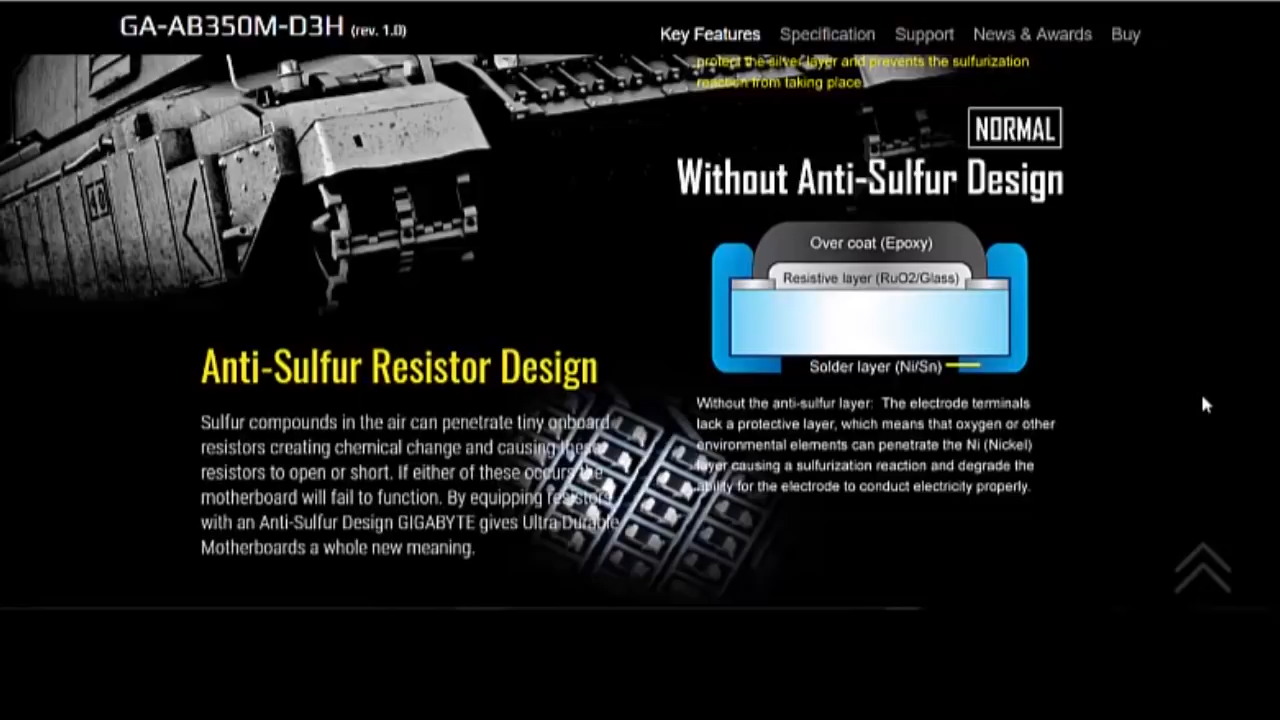 GA-AB350M-D3H (rev. 1.0)
Key Features Specification Support News & Awards Buy
protect the silver layer and prevents the sulfurization
reaction from taking place.
NORMAL
Without Anti-Sulfur Design
Over coat (Epoxy)
Resistive layer (RuO2/Glass)
Solder layer (Ni/Sn)
Without the anti-sulfur layer: The electrode terminals
lack a protective layer, which means that oxygen or other
environmental elements can penetrate the Ni (Nickel)
layer causing a sulfurization reaction and degrade the
ability for the electrode to conduct electricity properly.
40
Anti-Sulfur Resistor Design
Sulfur compounds in the air can penetrate tiny onboard
resistors creating chemical change and causing these
resistors to open or short. If either of these occurs the
motherboard will fail to function. By equipping resistors
with an Anti-Sulfur Design GIGABYTE gives Ultra Durable
Motherboards a whole new meaning.